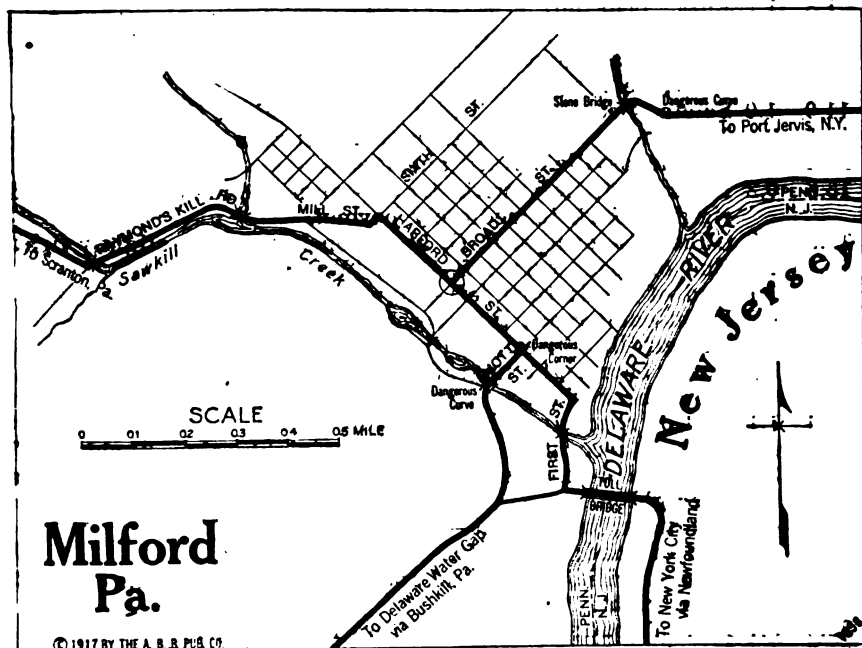 Stone Bridge
Dangerous Curve
To Port Jervis, N.Y.
SMITH ST.
BROAD ST.
HARFORD ST.
MILL ST.
RAYMOND'S KILL RD.
To Scranton, Pa.
Sawkill Creek
PENN.
N.J.
DELAWARE RIVER
New Jersey
Dangerous
Corner
MOTT ST.
Dangerous
Curve
FIRST ST.
TOLL
BRIDGE
SCALE
0 0.1 0.2 0.3 0.4 0.5 MILE
Milford
Pa.
To Delaware Water Gap
via Bushkill, Pa.
PENN.
N.J.
To New York City
via Newfoundland
© 1917 BY THE A. B. B. PUB. CO.